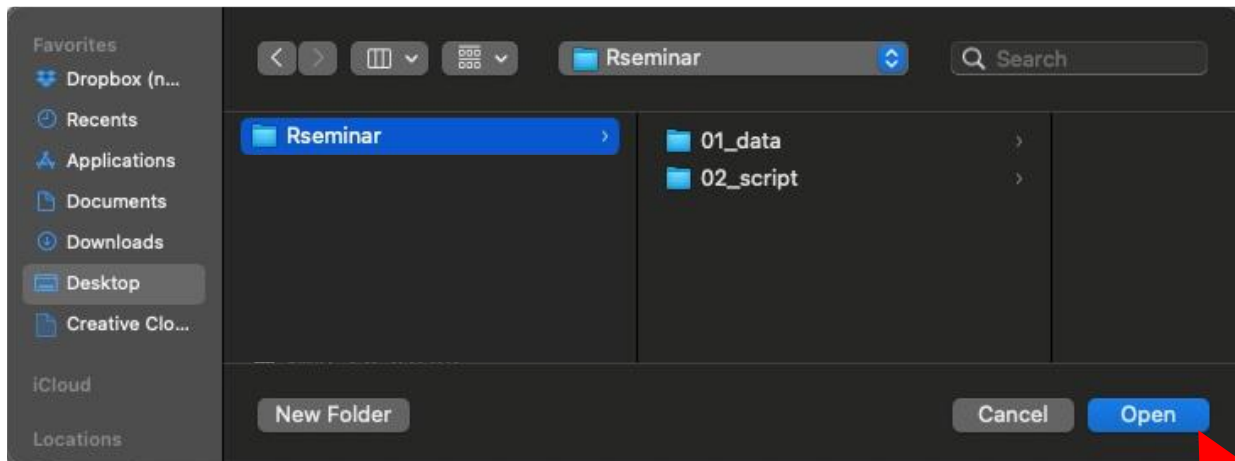 Favorites
Dropbox (n...
Recents
Applications
Documents
Downloads
Desktop
Creative Clo...
iCloud
Locations
Rseminar
Search
Rseminar
01_data
02_script
New Folder
Cancel
Open